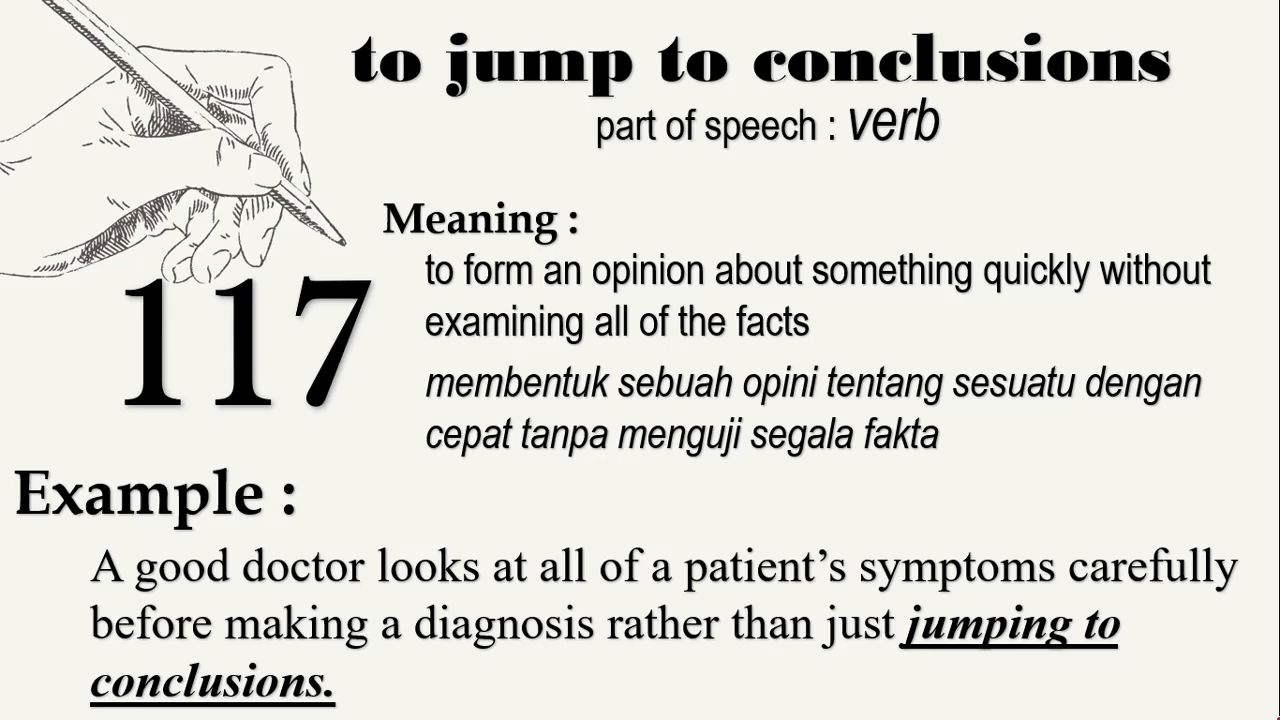 to jump to conclusions
part of speech : verb
Meaning :
to form an opinion about something quickly without
examining all of the facts
membentuk sebuah opini tentang sesuatu dengan
cepat tanpa menguji segala fakta
117
Example :
A good doctor looks at all of a patient’s symptoms carefully
before making a diagnosis rather than just jumping to
conclusions.